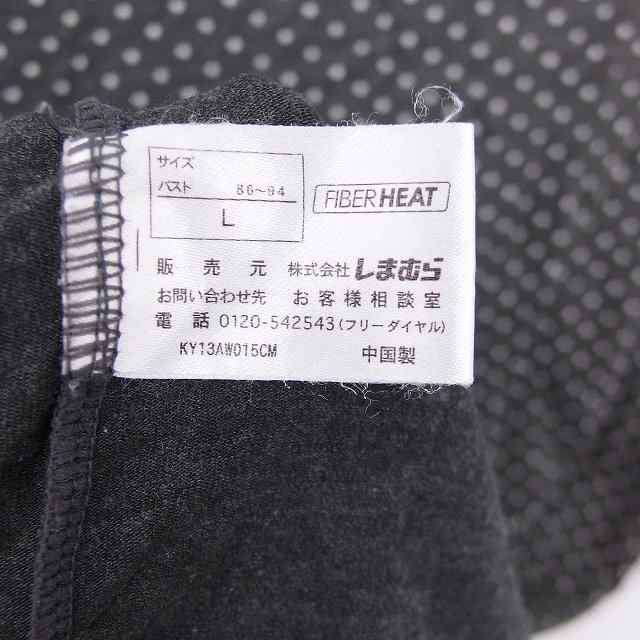 サイズ
バスト 86~94
L
FIBER HEAT
販売元 株式会社 しまむら
お問い合わせ先 お客様相談室
電話 0120-542543(フリーダイヤル)
KY13AW015CM 中国製